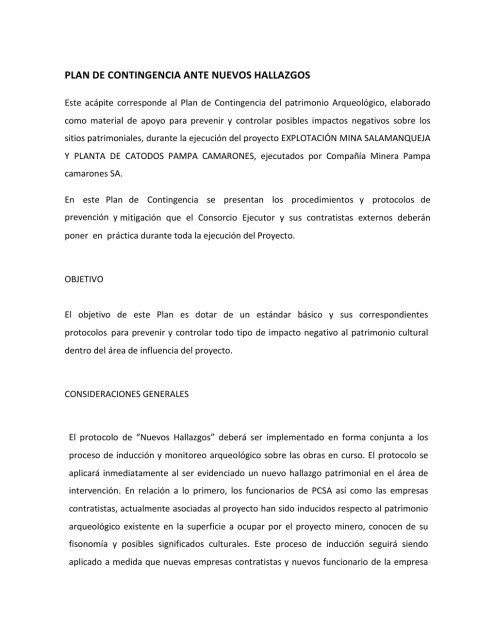 PLAN DE CONTINGENCIA ANTE NUEVOS HALLAZGOS
Este acápite corresponde al Plan de Contingencia del patrimonio Arqueológico, elaborado
como material de apoyo para prevenir y controlar posibles impactos negativos sobre los
sitios patrimoniales, durante la ejecución del proyecto EXPLOTACIÓN MINA SALAMANQUEJA
Y PLANTA DE CATODOS PAMPA CAMARONES, ejecutados por Compañía Minera Pampa
camarones SA.
En este Plan de Contingencia se presentan los procedimientos y protocolos de
prevención y mitigación que el Consorcio Ejecutor y sus contratistas externos deberán
poner en práctica durante toda la ejecución del Proyecto.
OBJETIVO
El objetivo de este Plan es dotar de un estándar básico y sus correspondientes
protocolos para prevenir y controlar todo tipo de impacto negativo al patrimonio cultural
dentro del área de influencia del proyecto.
CONSIDERACIONES GENERALES
El protocolo de “Nuevos Hallazgos” deberá ser implementado en forma conjunta a los
proceso de inducción y monitoreo arqueológico sobre las obras en curso. El protocolo se
aplicará inmediatamente al ser evidenciado un nuevo hallazgo patrimonial en el área de
intervención. En relación a lo primero, los funcionarios de PCSA así como las empresas
contratistas, actualmente asociadas al proyecto han sido inducidos respecto al patrimonio
arqueológico existente en la superficie a ocupar por el proyecto minero, conocen de su
fisonomía y posibles significados culturales. Este proceso de inducción seguirá siendo
aplicado a medida que nuevas empresas contratistas y nuevos funcionario de la empresa